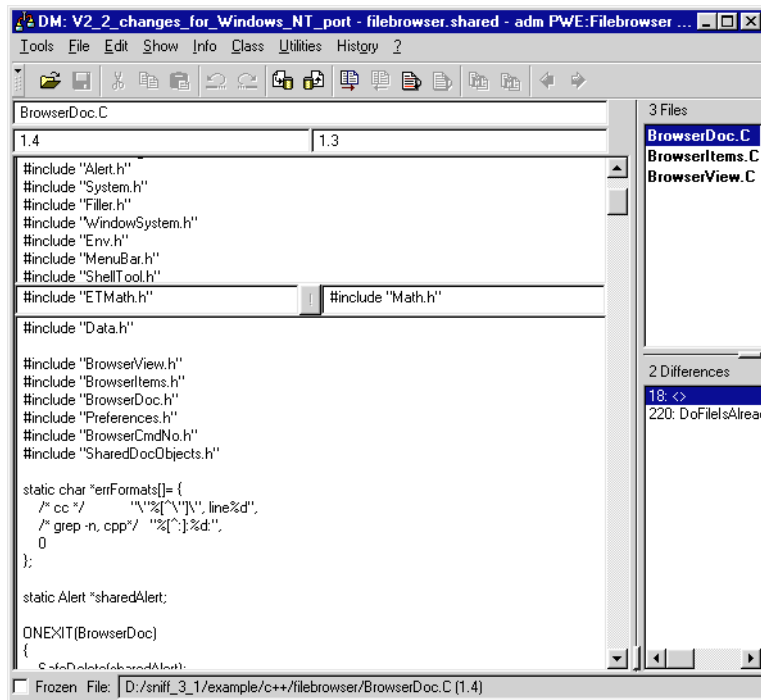 DM: V2_2_changes_for_Windows_NT_port - filebrowser.shared - adm PWE:Filebrowser ...
Tools File Edit Show Info Class Utilities History ?
BrowserDoc.C
1.4 1.3
#include "Alert.h"
#include "System.h"
#include "Filler.h"
#include "WindowSystem.h"
#include "Env.h"
#include "MenuBar.h"
#include "ShellTool.h"
#include "ETMath.h" #include "Math.h"
#include "Data.h"
#include "BrowserView.h"
#include "BrowserItems.h"
#include "BrowserDoc.h"
#include "Preferences.h"
#include "BrowserCmdNo.h"
#include "SharedDocObjects.h"
static char *errFormats[]= {
/* cc */ "\"%[^\"]\", line%d",
/* grep -n, cpp*/ "%[^:]:%d:",
0
};
static Alert *sharedAlert;
ONEXIT(BrowserDoc)
{
SafeDelete(sharedAlert);
3 Files
BrowserDoc.C
BrowserItems.C
BrowserView.C
2 Differences
18: <>
220: DoFileIsAlrea
Frozen File: D:/sniff_3_1/example/c++/filebrowser/BrowserDoc.C (1.4)